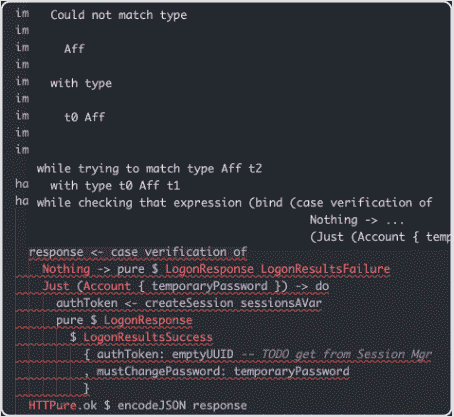 im Could not match type
im
im Aff
im
im with type
im
im t0 Aff
im
im
im while trying to match type Aff t2
ha with type t0 Aff t1
ha while checking that expression (bind (case verification of
Nothing -> ...
(Just (Account { temp
response <- case verification of
Nothing -> pure $ LogonResponse LogonResultsFailure
Just (Account { temporaryPassword }) -> do
authToken <- createSession sessionsAVar
pure $ LogonResponse
$ LogonResultsSuccess
{ authToken: emptyUUID -- TODO get from Session Mgr
, mustChangePassword: temporaryPassword
}
HTTPure.ok $ encodeJSON response